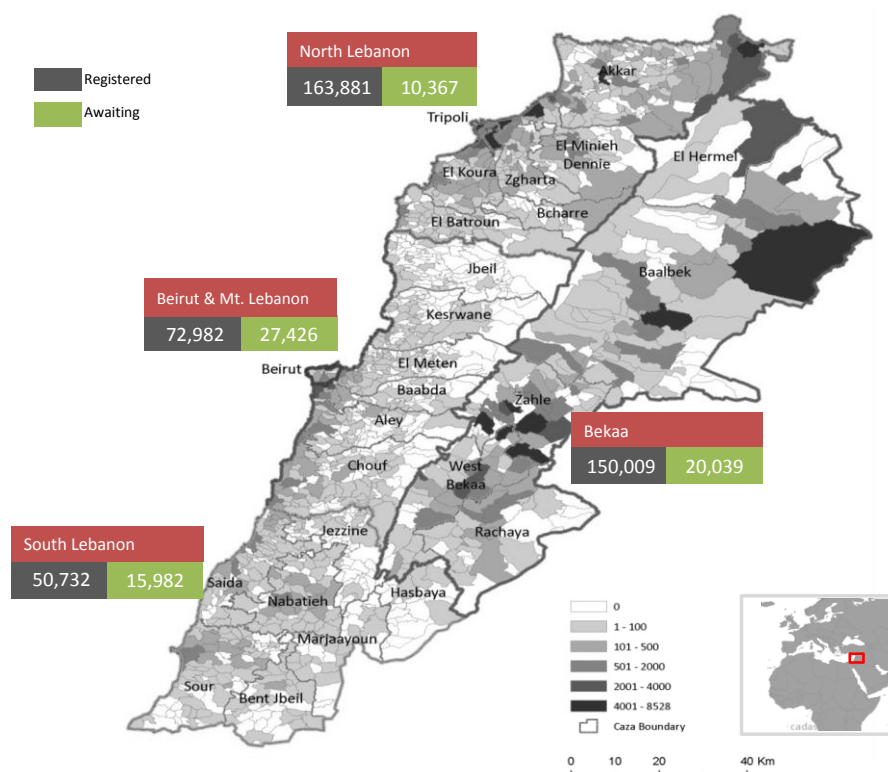 North Lebanon
163,881 10,367
Registered
Awaiting
Akkar
Tripoli
El Minieh
Dennie
El Hermel
El Koura
Zgharta
Bcharre
El Batroun
Jbeil
Baalbek
Beirut & Mt. Lebanon
72,982 27,426
Kesrwane
Beirut
El Meten
Baabda
Zahle
Aley
Bekaa
150,009 20,039
Chouf
West
Bekaa
Jezzine
Rachaya
South Lebanon
50,732 15,982
Saida
Hasbaya
Nabatieh
Marjaayoun
Sour
Bent Jbeil
0
1 - 100
101 - 500
501 - 2000
2001 - 4000
4001 - 8528
Caza Boundary
cadas
0 10 20 40 Km